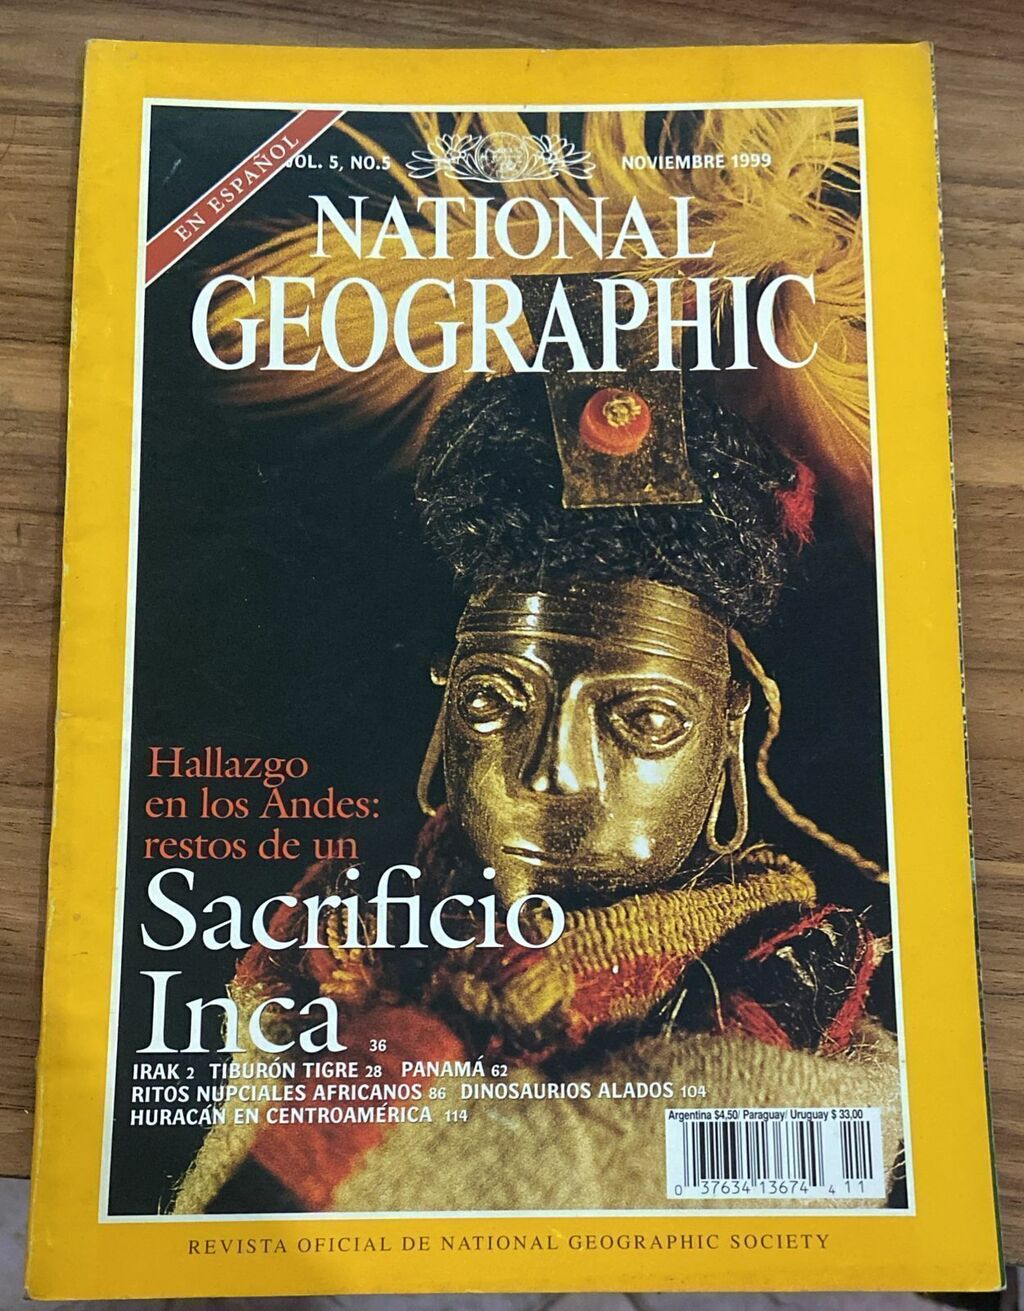 EN ESPAÑOL
VOL. 5, NO.5
NOVIEMBRE 1999
NATIONAL
GEOGRAPHIC
Hallazgo
en los Andes:
restos de un
Sacrificio
Inca 36
IRAK 2 TIBURÓN TIGRE 28 PANAMÁ 62
RITOS NUPCIALES AFRICANOS 86 DINOSAURIOS ALADOS 104
HURACÁN EN CENTROAMÉRICA 114
Argentina $4,50/ Paraguay/ Uruguay $ 33,00
0 37634 13674 4 11
REVISTA OFICIAL DE NATIONAL GEOGRAPHIC SOCIETY